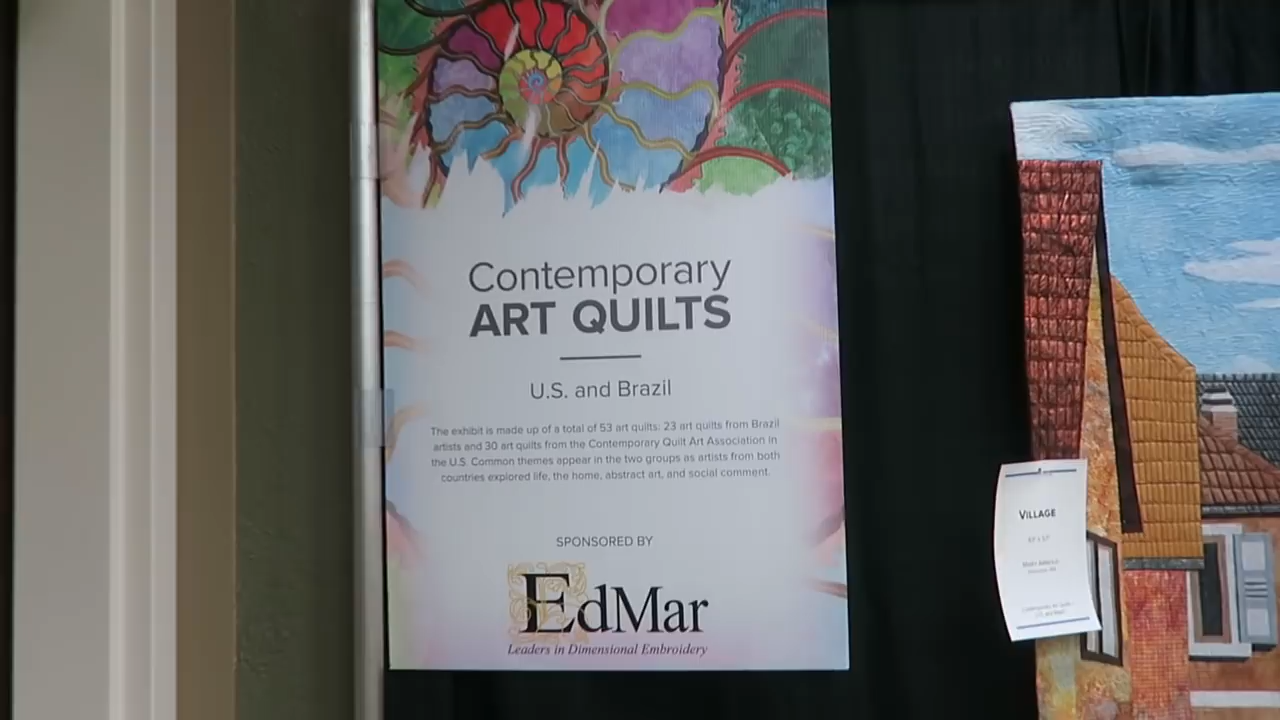 Contemporary
ART QUILTS
U.S. and Brazil
The exhibit is made up of a total of 53 art quilts: 23 art quilts from Brazil
artists and 30 art quilts from the Contemporary Quilt Art Association in
the U.S. Common themes appear in the two groups as artists from both
countries explored life, the home, abstract art, and social comment.
SPONSORED BY
EdMar
Leaders in Dimensional Embroidery
VILLAGE